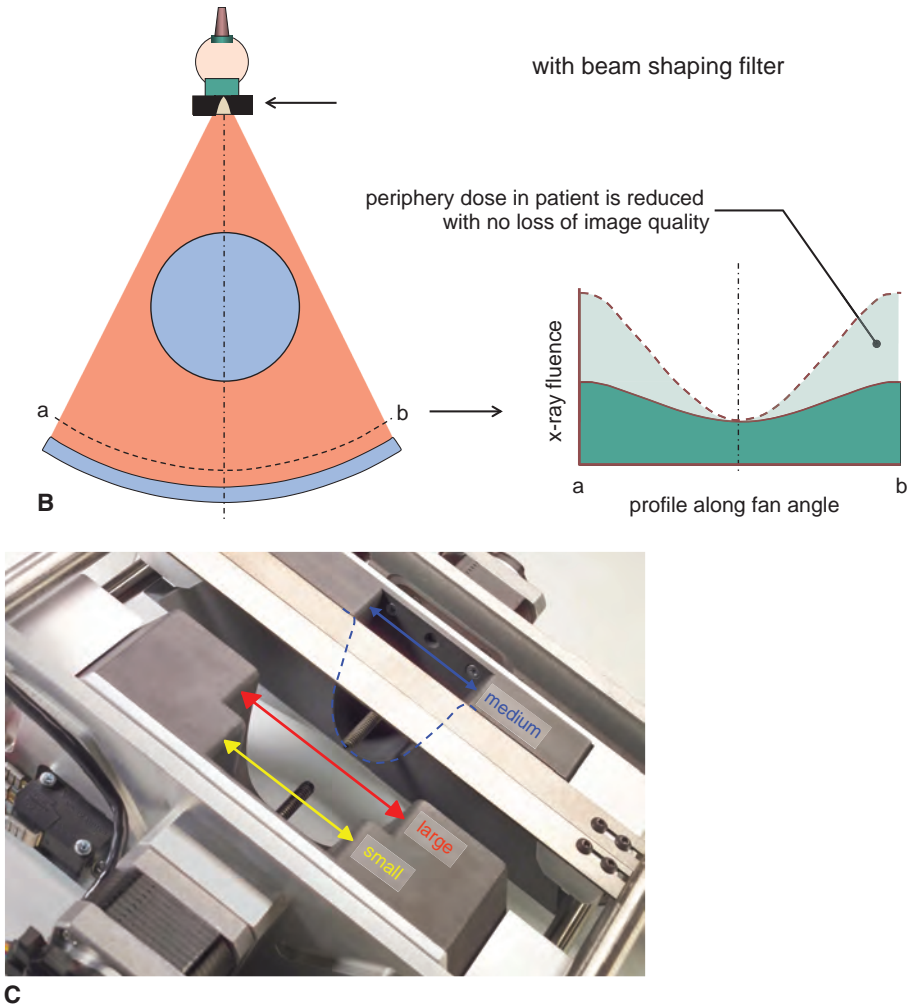 with beam shaping filter
periphery dose in patient is reduced
with no loss of image quality
a
b
x-ray fluence
a
b
profile along fan angle
B
medium
large
small
C